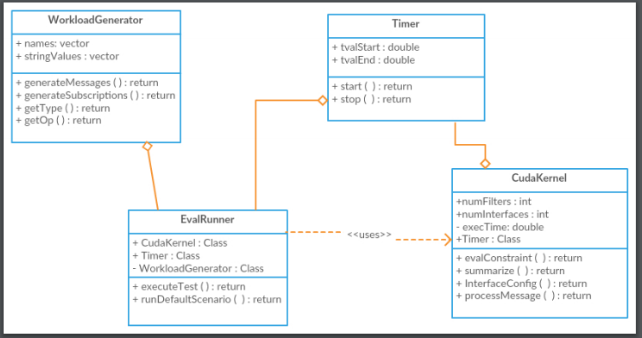 WorkloadGenerator
+ names: vector
+ stringValues : vector
+ generateMessages ( ) : return
+ generateSubscriptions ( ) : return
+ getType ( ) : return
+ getOp ( ) : return
Timer
+ tvalStart : double
+ tvalEnd : double
+ start ( ) : return
+ stop ( ) : return
CudaKernel
+numFilters : int
+numInterfaces : int
- execTime: double
+Timer : Class
+ evalConstraint ( ) : return
+ summarize ( ) : return
+ InterfaceConfig ( ) : return
+ processMessage ( ) : return
EvalRunner
+ CudaKernel : Class
+ Timer : Class
- WorkloadGenerator : Class
+ executeTest ( ) : return
+ runDefaultScenario ( ) : return
<<uses>>